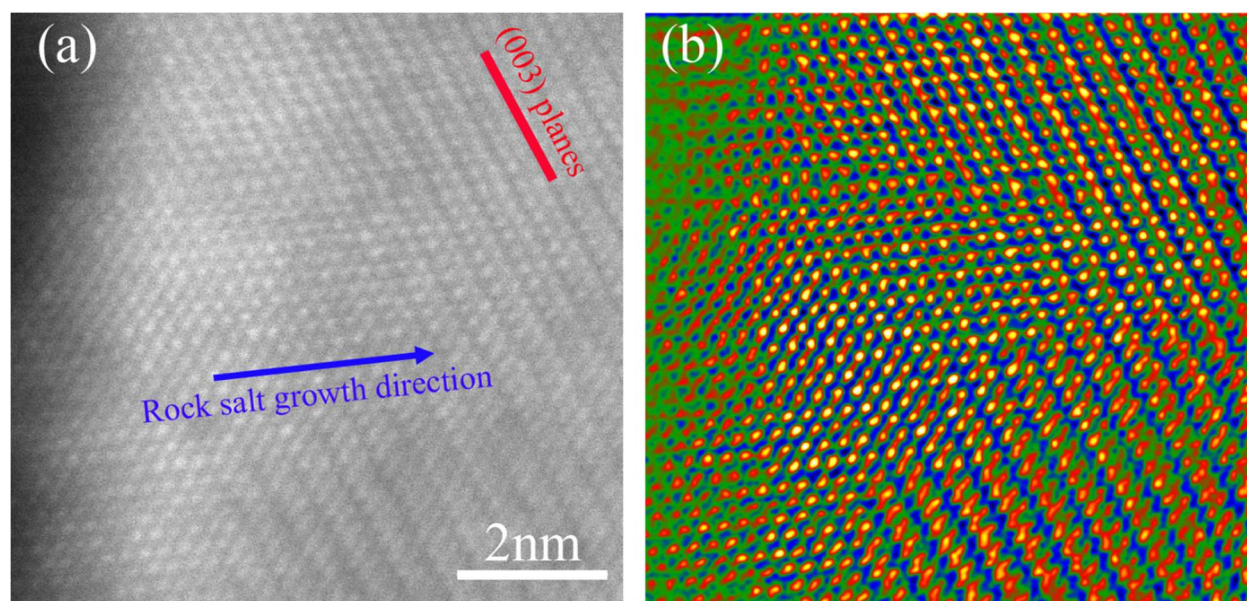 (a)
(003) planes
Rock salt growth direction
2nm
(b)